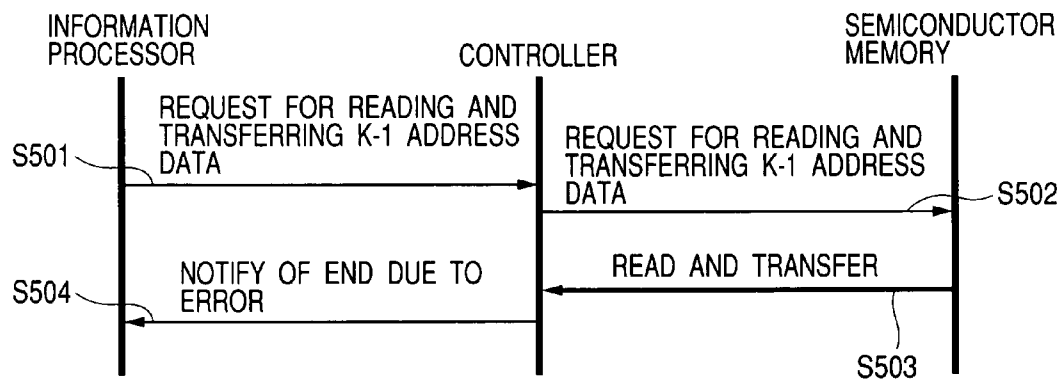 INFORMATION
PROCESSOR
CONTROLLER
SEMICONDUCTOR
MEMORY
REQUEST FOR READING AND
TRANSFERRING K-1 ADDRESS
DATA
S501
REQUEST FOR READING AND
TRANSFERRING K-1 ADDRESS
DATA
S502
NOTIFY OF END DUE TO
ERROR
S504
READ AND TRANSFER
S503